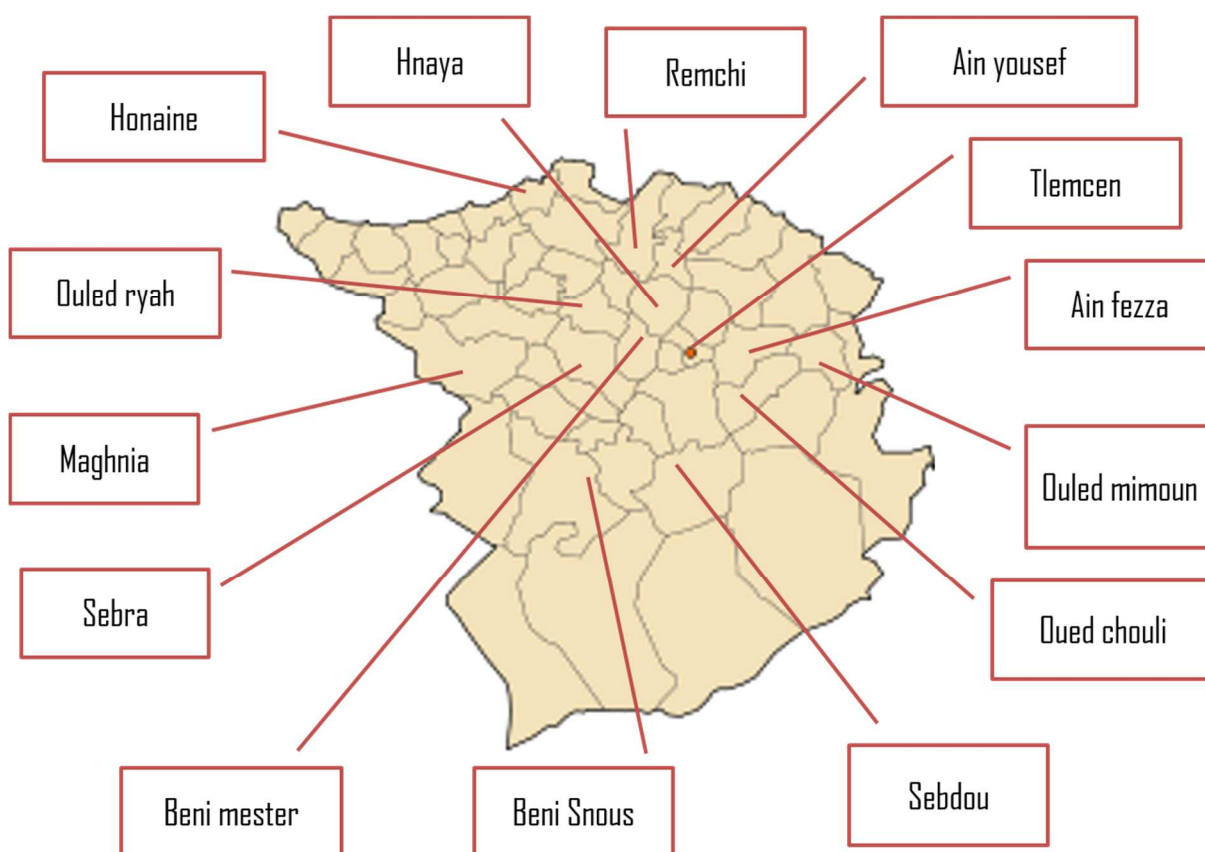 Hnaya
Remchi
Ain yousef
Honaine
Tlemcen
Ouled ryah
Ain fezza
Maghnia
Ouled mimoun
Sebra
Oued chouli
Beni mester
Beni Snous
Sebdou